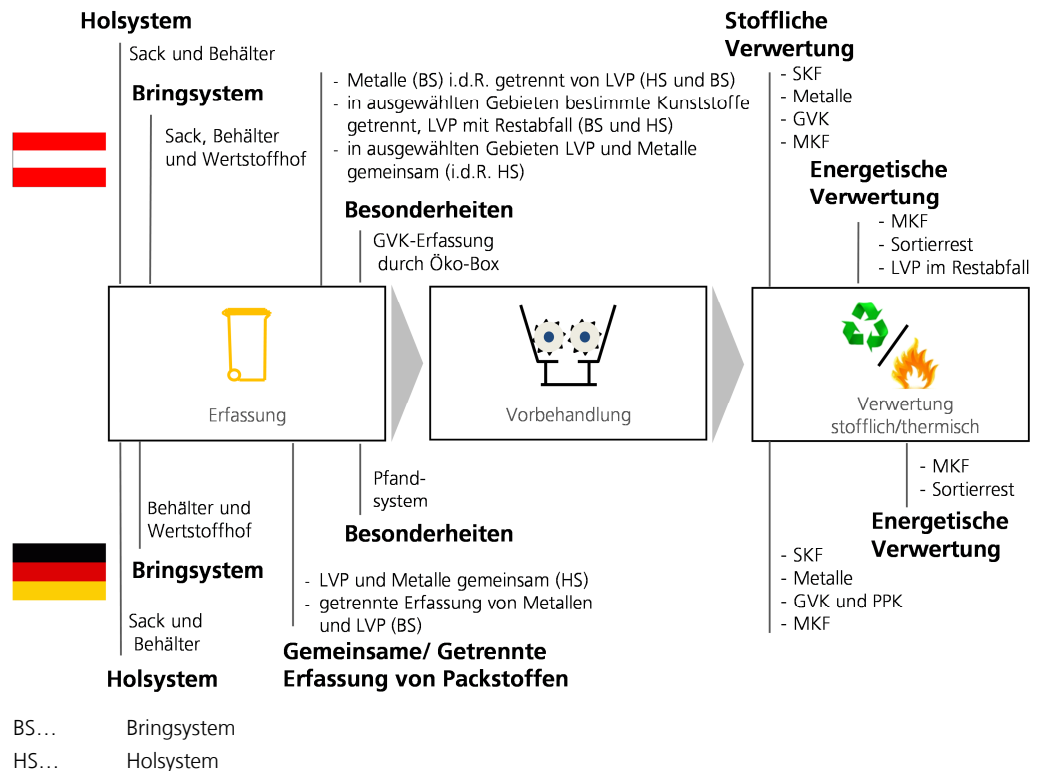 Holsystem
Sack und Behälter
Bringsystem
Sack, Behälter
und Wertstoffhof
- Metalle (BS) i.d.R. getrennt von LVP (HS und BS)
- in ausgewählten Gebieten bestimmte Kunststoffe
getrennt, LVP mit Restabfall (BS und HS)
- in ausgewählten Gebieten LVP und Metalle
gemeinsam (i.d.R. HS)
Besonderheiten
GVK-Erfassung
durch Öko-Box
Stoffliche
Verwertung
- SKF
- Metalle
- GVK
- MKF
Energetische
Verwertung
- MKF
- Sortierrest
- LVP im Restabfall
Erfassung
Vorbehandlung
Verwertung
stofflich/thermisch
Behälter und
Wertstoffhof
Bringsystem
Sack und
Behälter
Holsystem
Pfand-
system
Besonderheiten
- LVP und Metalle gemeinsam (HS)
- getrennte Erfassung von Metallen
und LVP (BS)
Gemeinsame/ Getrennte
Erfassung von Packstoffen
- MKF
- Sortierrest
Energetische
Verwertung
- SKF
- Metalle
- GVK und PPK
- MKF
BS… Bringsystem
HS… Holsystem